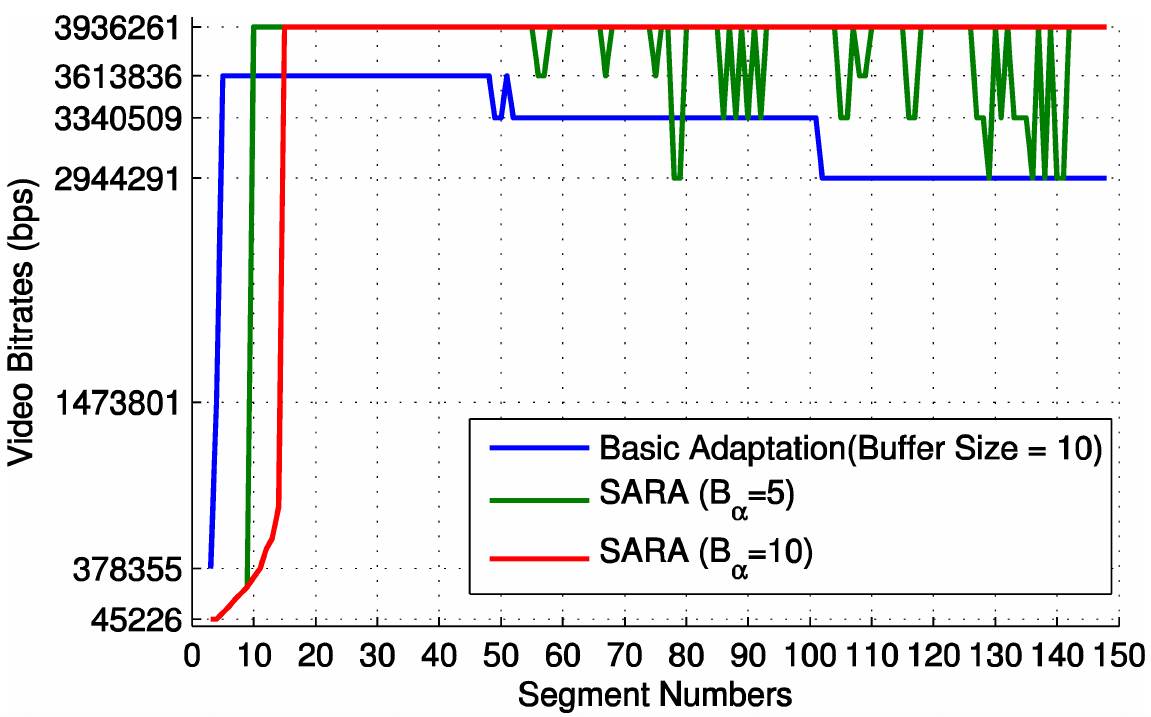 3936261
3613836
3340509
2944291
1473801
378355
45226
Video Bitrates (bps)
Basic Adaptation(Buffer Size = 10)
SARA (Bα=5)
SARA (Bα=10)
0 10 20 30 40 50 60 70 80 90 100 110 120 130 140 150
Segment Numbers